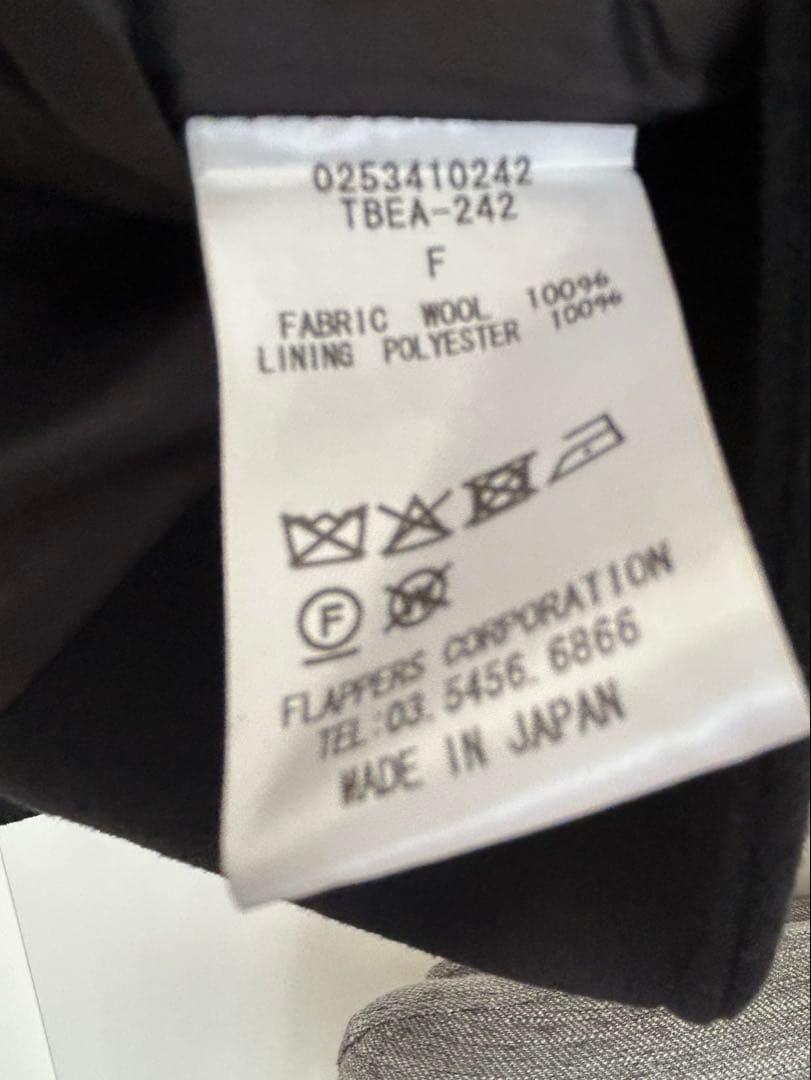 0253410242
TBEA-242
F
FABRIC WOOL 100%
LINING POLYESTER 100%
F W
FLAPPERS CORPORATION
TEL:03.5456.6866
MADE IN JAPAN